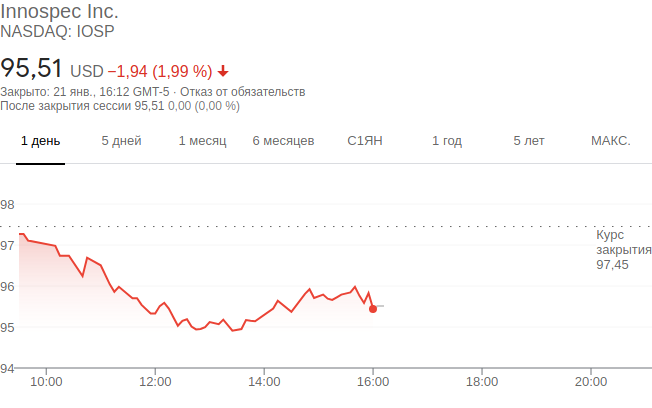 Innospec Inc.
NASDAQ: IOSP
95,51 USD −1,94 (1,99 %)
Закрыто: 21 янв., 16:12 GMT-5 · Отказ от обязательств
После закрытия сессии 95,51 0,00 (0,00 %)
1 день 5 дней 1 месяц 6 месяцев С1ЯН 1 год 5 лет МАКС.
98
97
96
95
94
Курс
закрытия
97,45
10:00 12:00 14:00 16:00 18:00 20:00